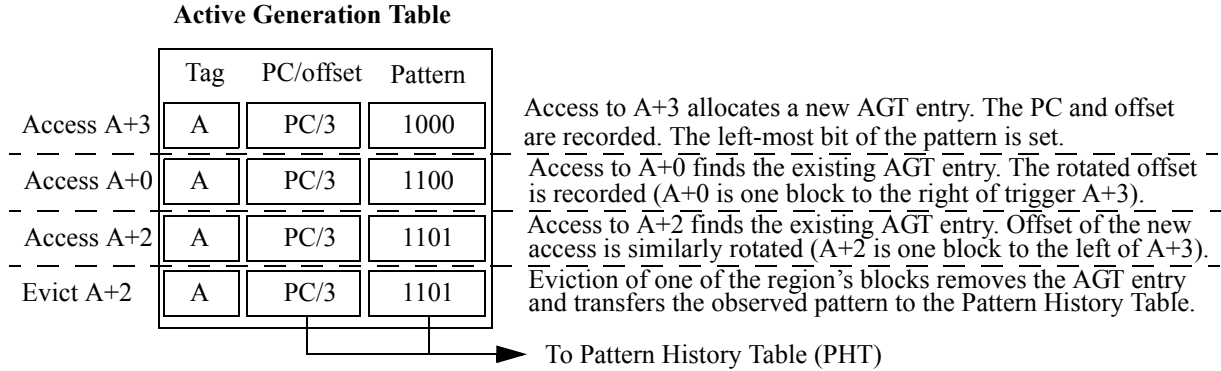 Active Generation Table
Tag PC/offset Pattern
Access A+3 A PC/3 1000 Access to A+3 allocates a new AGT entry. The PC and offset
are recorded. The left-most bit of the pattern is set.
Access A+0 A PC/3 1100 Access to A+0 finds the existing AGT entry. The rotated offset
is recorded (A+0 is one block to the right of trigger A+3).
Access A+2 A PC/3 1101 Access to A+2 finds the existing AGT entry. Offset of the new
access is similarly rotated (A+2 is one block to the left of A+3).
Evict A+2 A PC/3 1101 Eviction of one of the region's blocks removes the AGT entry
and transfers the observed pattern to the Pattern History Table.
To Pattern History Table (PHT)